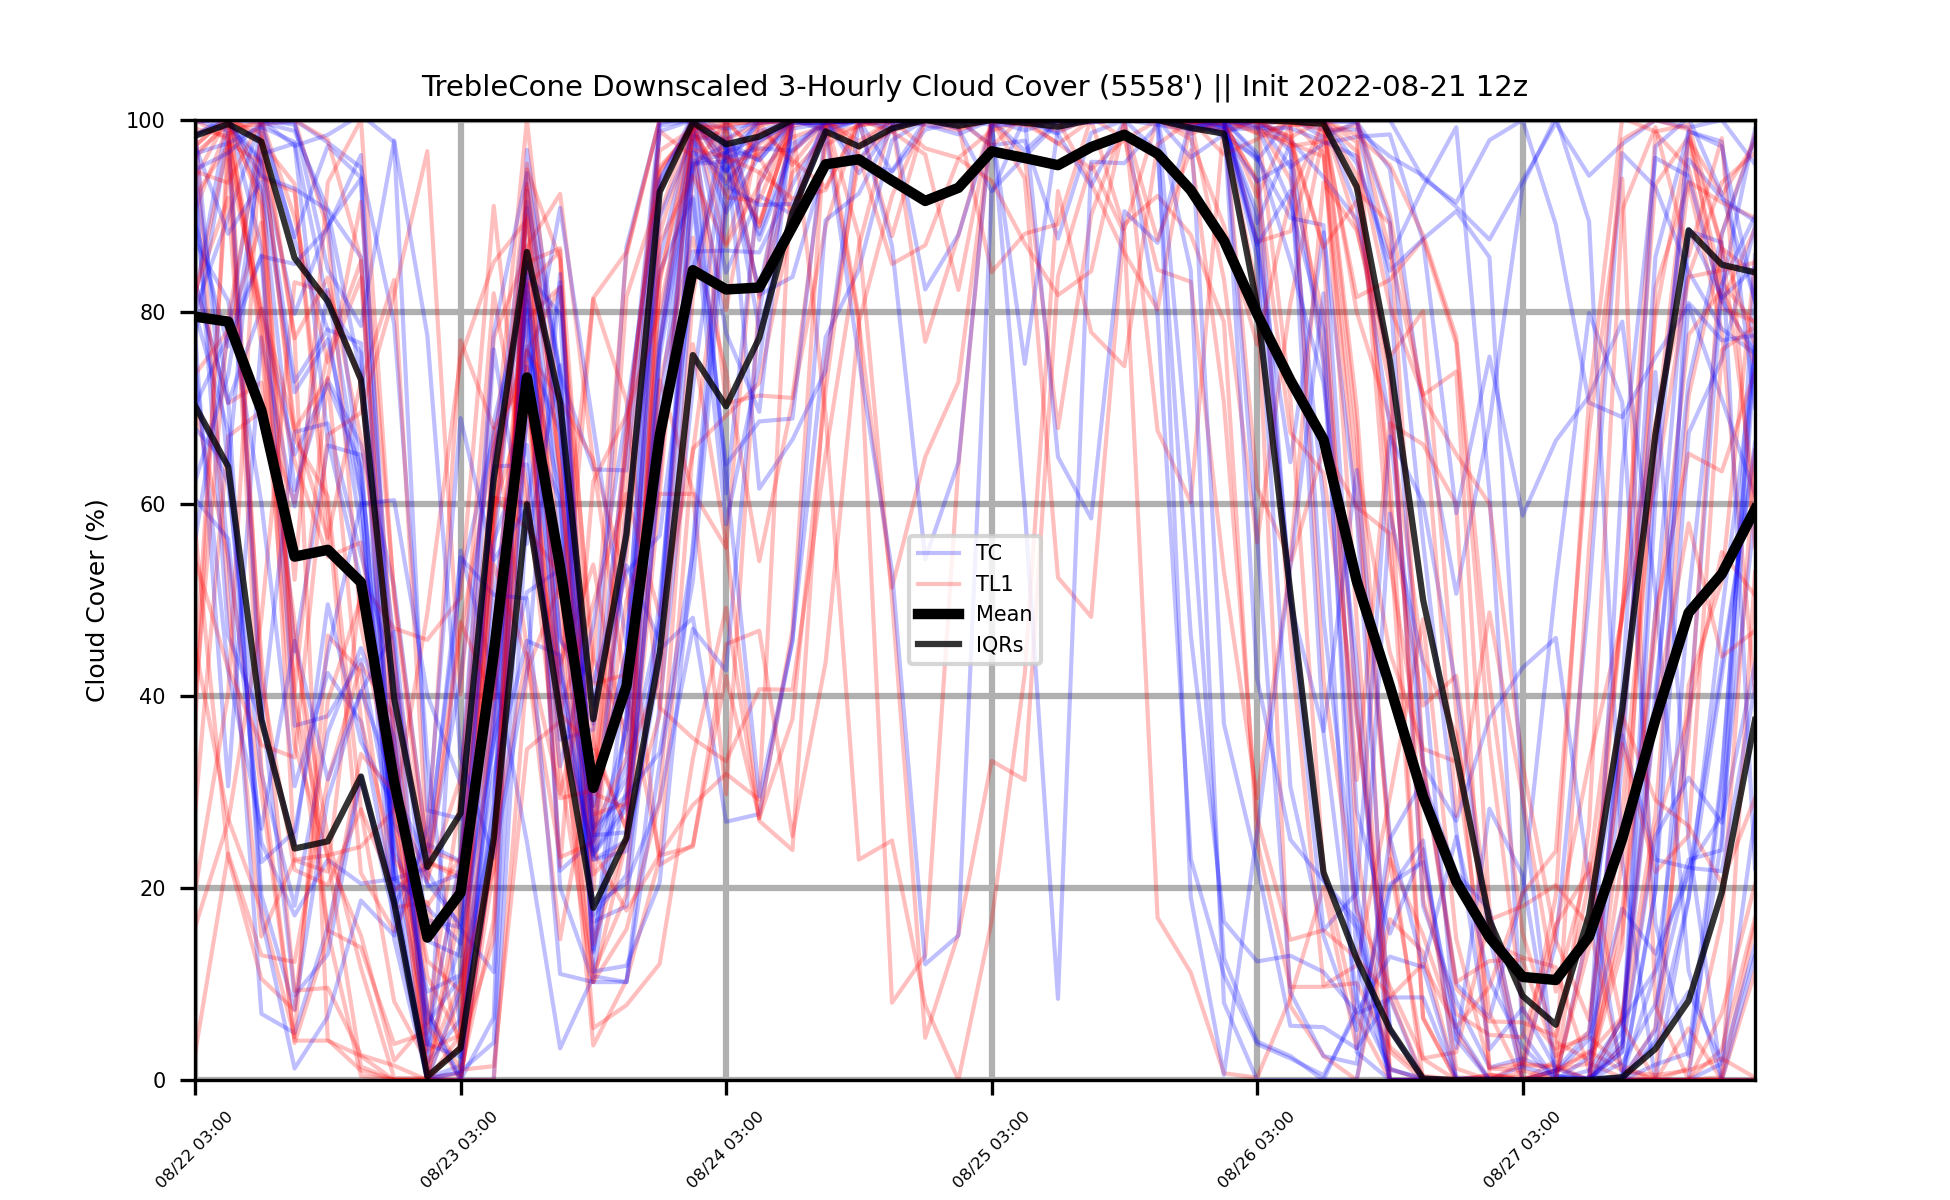 TrebleCone Downscaled 3-Hourly Cloud Cover (5558') || Init 2022-08-21 12z
Cloud Cover (%)
100
80
60
40
20
0
TC
TL1
Mean
IQRs
08/22 03:00
08/23 03:00
08/24 03:00
08/25 03:00
08/26 03:00
08/27 03:00